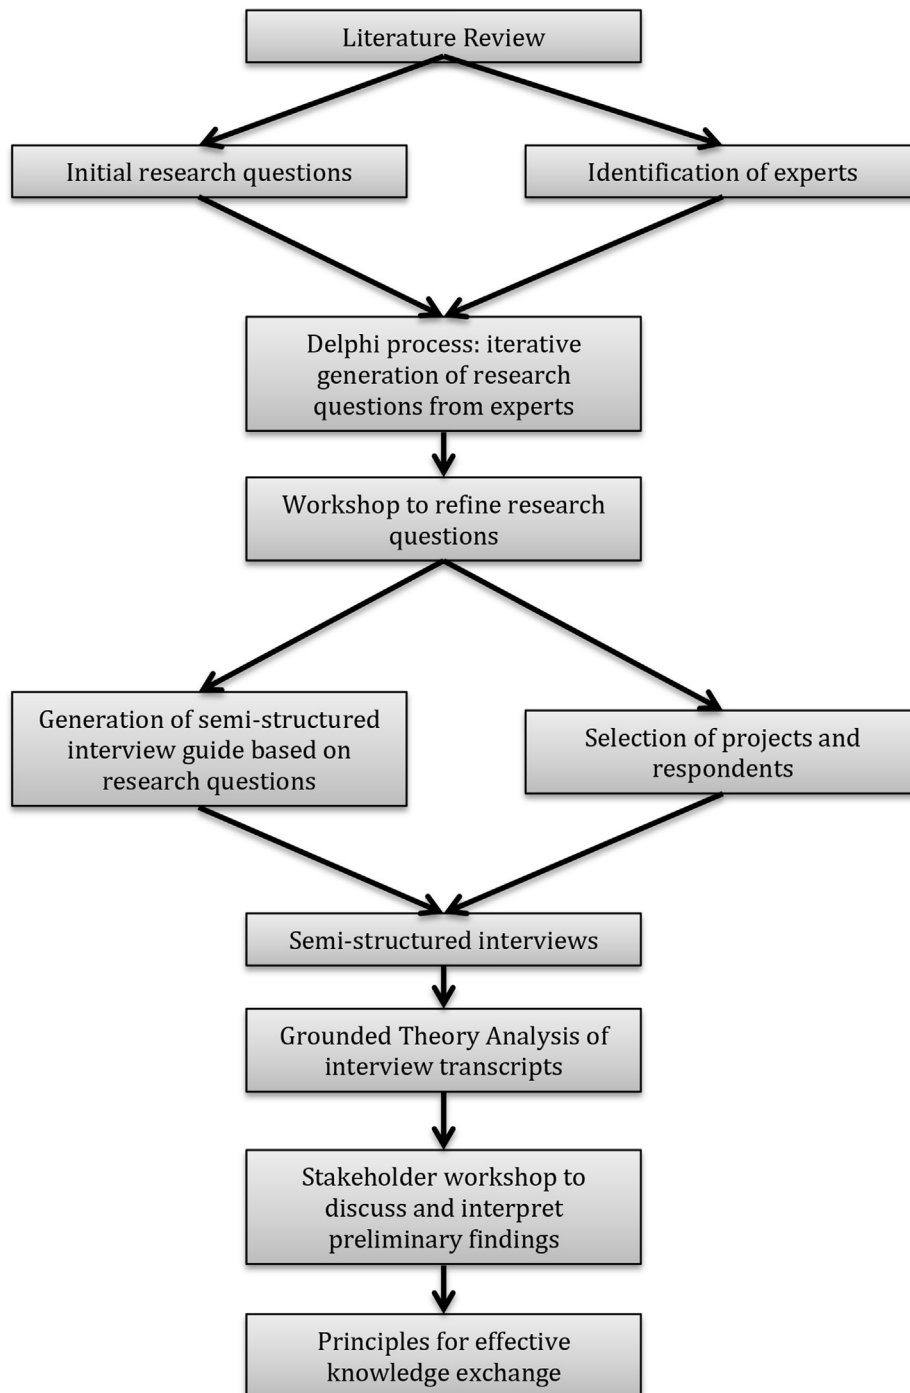 Literature Review
Initial research questions
Identification of experts
Delphi process: iterative
generation of research
questions from experts
Workshop to refine research
questions
Generation of semi-structured
interview guide based on
research questions
Selection of projects and
respondents
Semi-structured interviews
Grounded Theory Analysis of
interview transcripts
Stakeholder workshop to
discuss and interpret
preliminary findings
Principles for effective
knowledge exchange